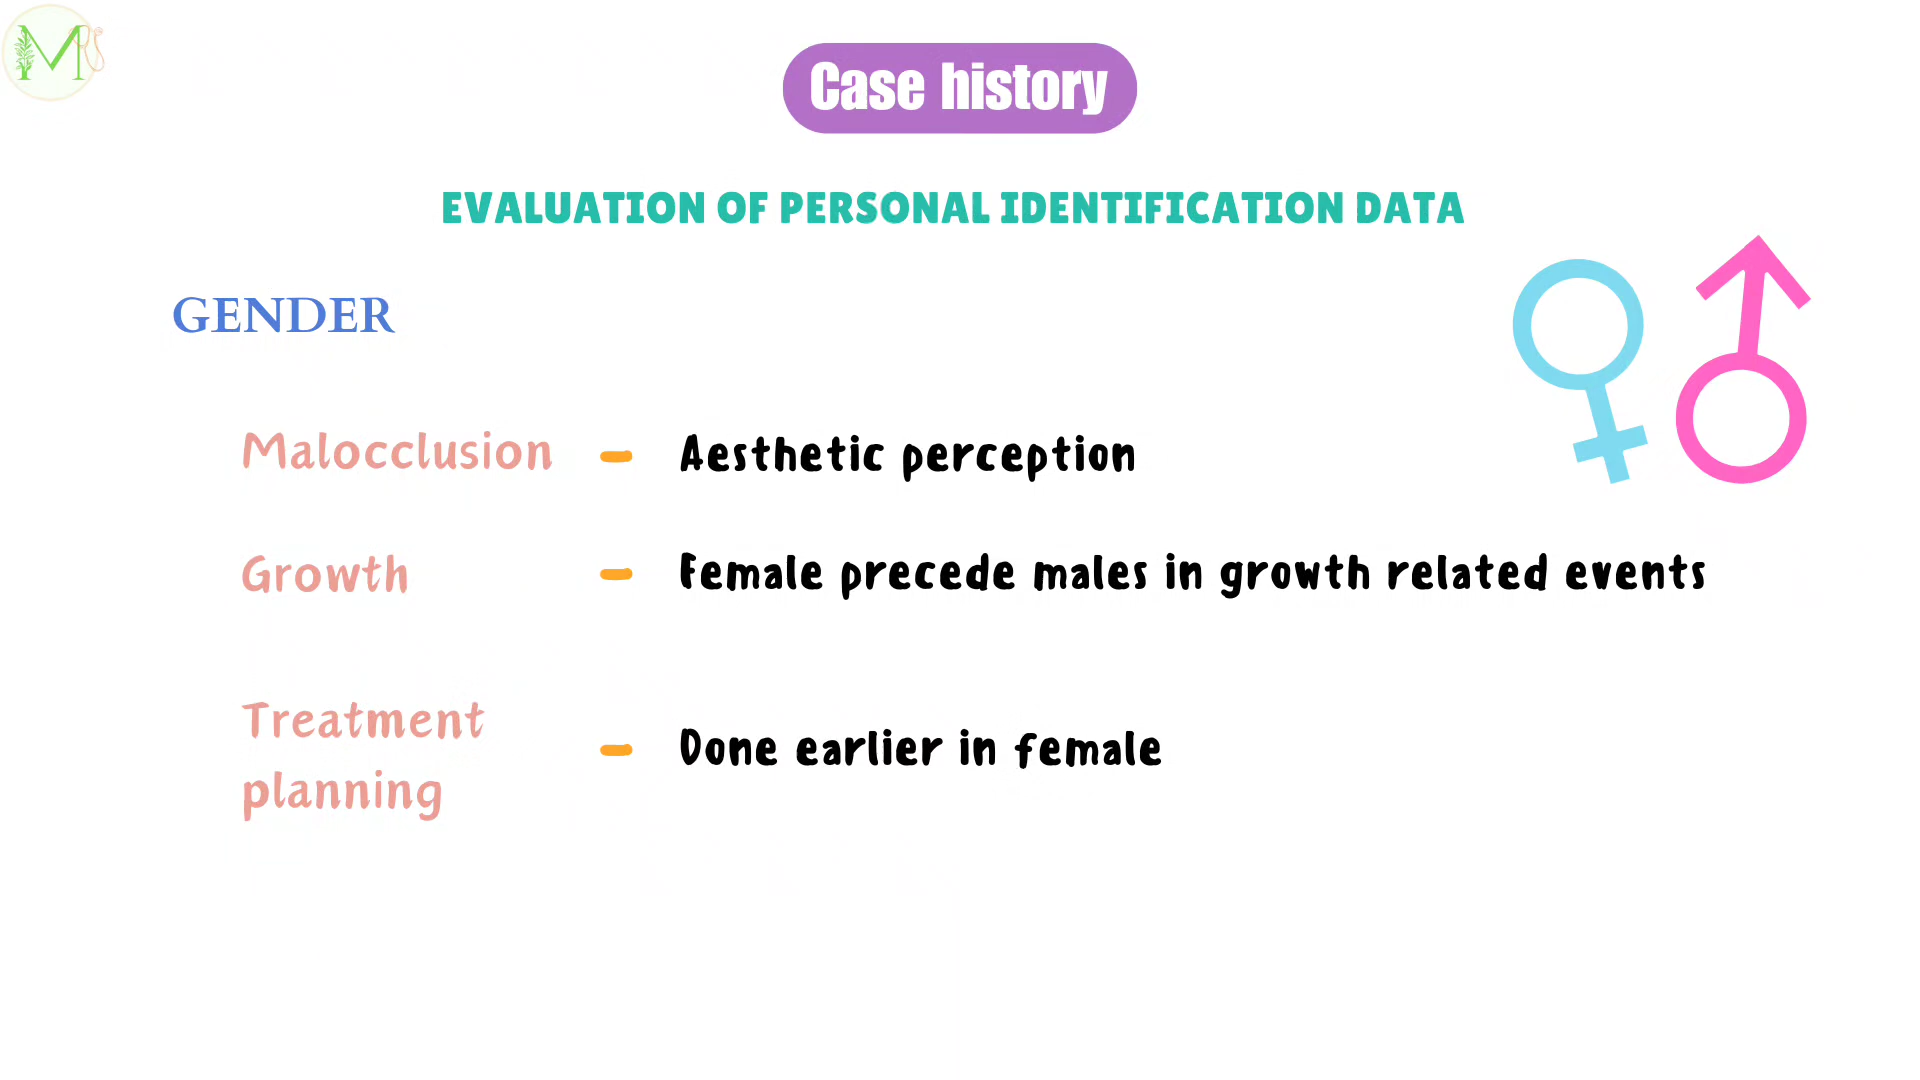 Case history
EVALUATION OF PERSONAL IDENTIFICATION DATA
GENDER
Malocclusion - Aesthetic perception
Growth - Female precede males in growth related events
Treatment
planning - Done earlier in female